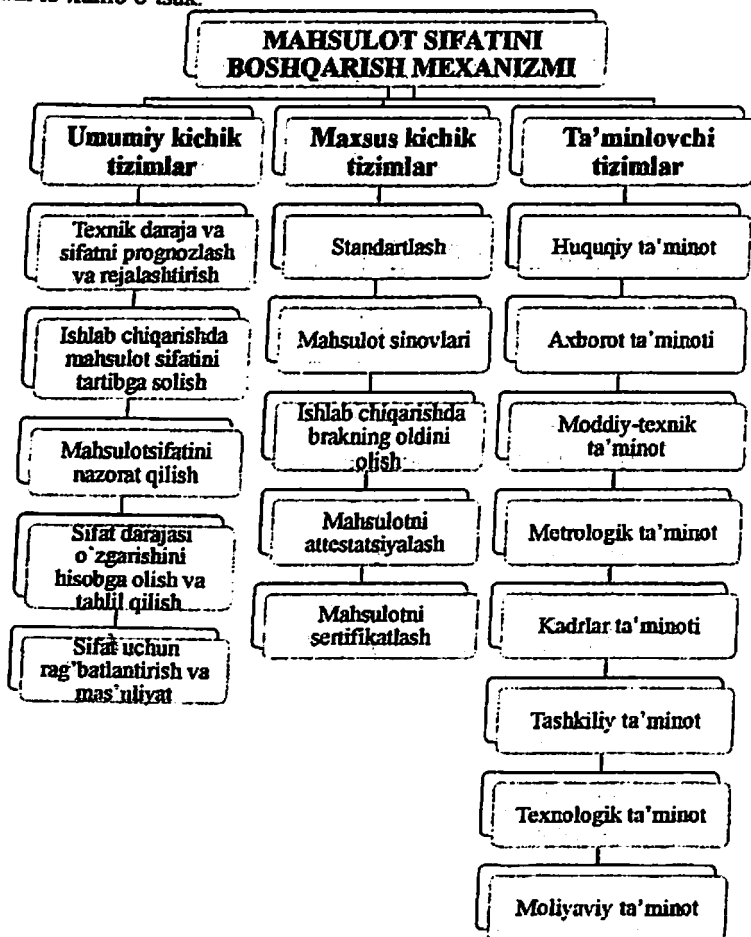 o'tsak.
MAHSULOT SIFATINI
BOSHQARISH MEXANIZMI
Umumiy kichik
tizimlar
Texnik daraja va
sifatni prognozlash
va rejalashtirish
Ishlab chiqarishda
mahsulot sifatini
tartibga solish
Mahsulotsifatini
nazorat qilish
Sifat darajasi
o`zgarishini
hisobga olish va
tahlil qilish
Sifat uchun
rag'batlantirish va
mas'uliyat
Maxsus kichik
tizimlar
Standartlash
Mahsulot sinovlari
Ishlab chiqarishda
brakning oldini
olish
Mahsulotni
attestatsiyalash
Mahsulotni
sertifikatlash
Ta'minlovchi
tizimlar
Huquqiy ta'minot
Axborot ta'minoti
Moddiy-texnik
ta'minot
Metrologik ta'minot
Kadrlar ta'minoti
Tashkiliy ta'minot
Texnologik ta'minot
Moliyaviy ta'minot